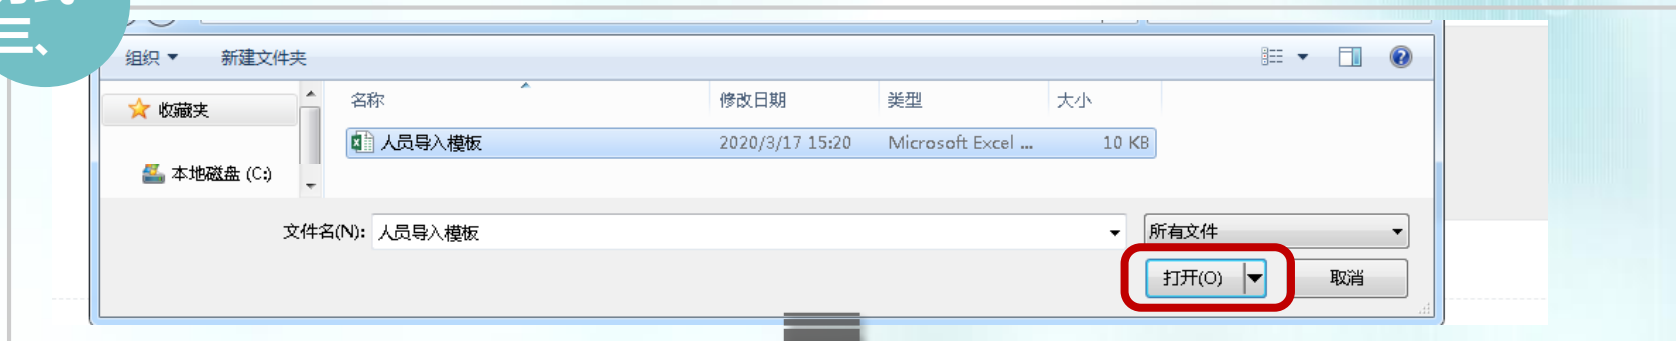 三、
组织 新建文件夹
名称 修改日期 类型 大小
收藏夹
人员导入模板 2020/3/17 15:20 Microsoft Excel ... 10 KB
本地磁盘 (C:)
文件名(N): 人员导入模板 所有文件
打开(O) 取消